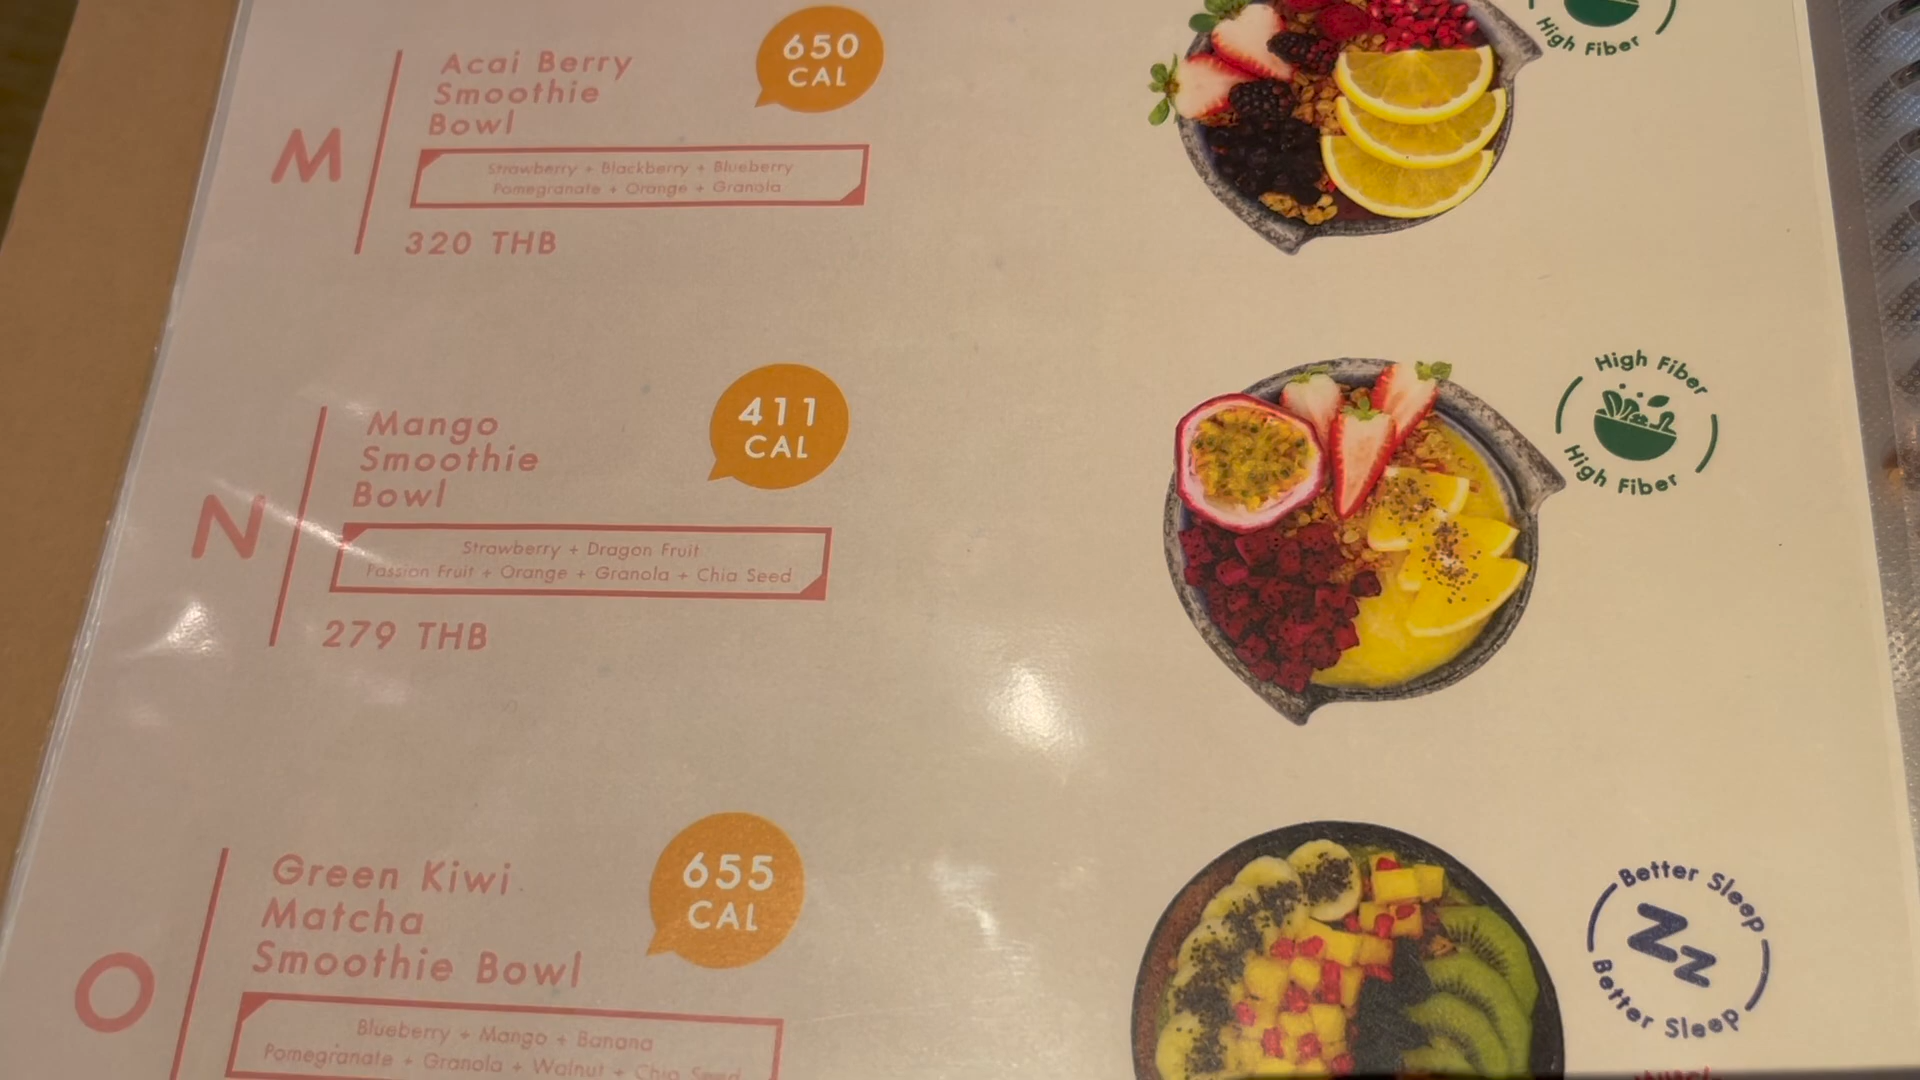 High Fiber
M
Acai Berry
Smoothie
Bowl
650
CAL
Strawberry + Blackberry + Blueberry
Pomegranate + Orange + Granola
320 THB
N
Mango
Smoothie
Bowl
411
CAL
Strawberry + Dragon Fruit
Passion Fruit + Orange + Granola + Chia Seed
279 THB
High Fiber
High Fiber
O
Green Kiwi
Matcha
Smoothie Bowl
655
CAL
Blueberry + Mango + Banana
Pomegranate + Granola + Walnut + Chia Seed
Better Sleep
Zz
Better Sleep